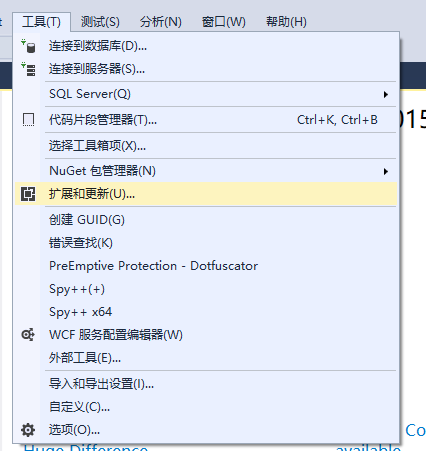 工具(T) 测试(S) 分析(N) 窗口(W) 帮助(H)
连接到数据库(D)...
连接到服务器(S)...
SQL Server(Q)
代码片段管理器(T)... Ctrl+K, Ctrl+B
015
选择工具箱项(X)...
NuGet 包管理器(N)
扩展和更新(U)...
创建 GUID(G)
错误查找(K)
PreEmptive Protection - Dotfuscator
Spy++(+)
Spy++ x64
WCF 服务配置编辑器(W)
外部工具(E)...
导入和导出设置(I)...
自定义(C)...
选项(O)...
Co
Huge Difference available